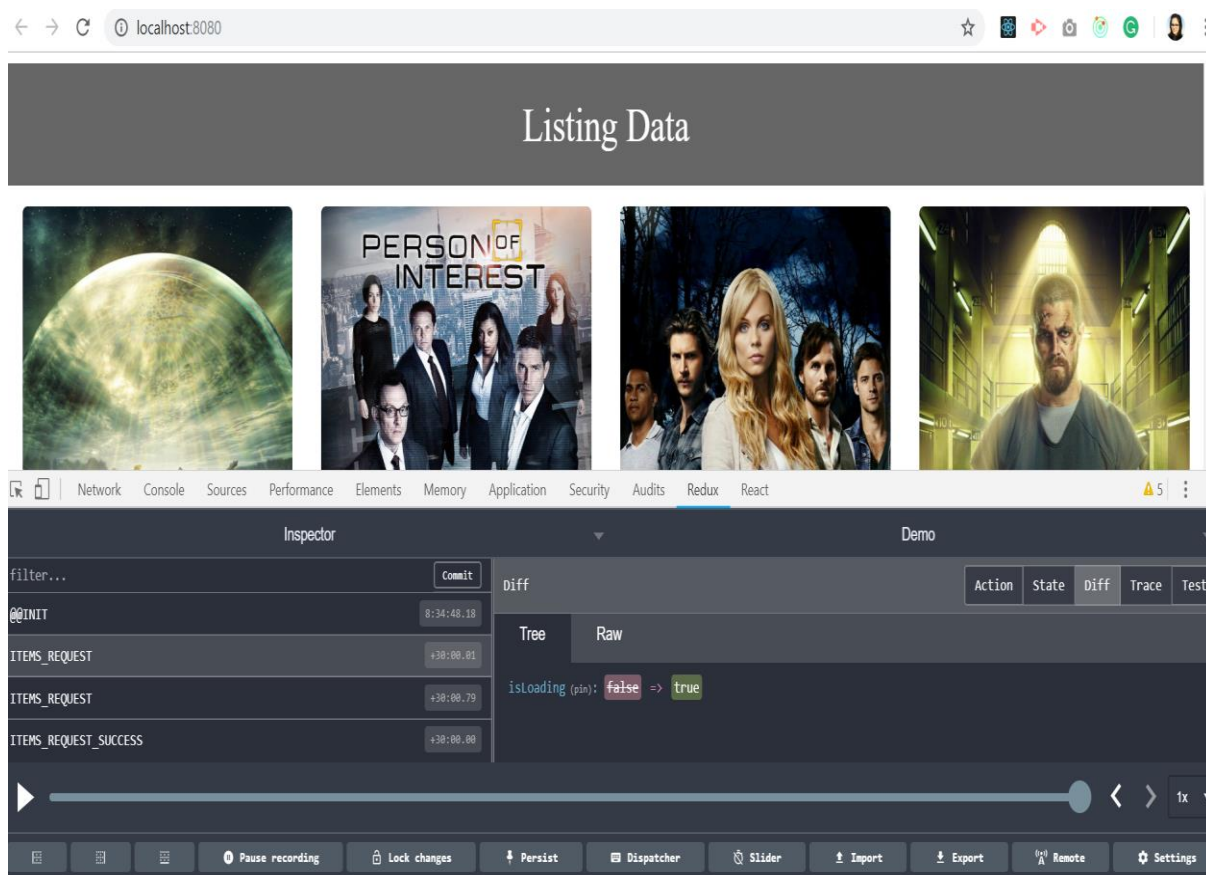 localhost:8080
Listing Data
PERSON OF
INTEREST
Network Console Sources Performance Elements Memory Application Security Audits Redux React 5
Inspector Demo
filter... Commit
Diff Action State Diff Trace Test
@@INIT 8:34:48.18
Tree Raw
ITEMS_REQUEST +30:00.01
isLoading (pin): false => true
ITEMS_REQUEST +30:00.79
ITEMS_REQUEST_SUCCESS +30:00.00
1x
Pause recording Lock changes Persist Dispatcher Slider Import Export Remote Settings